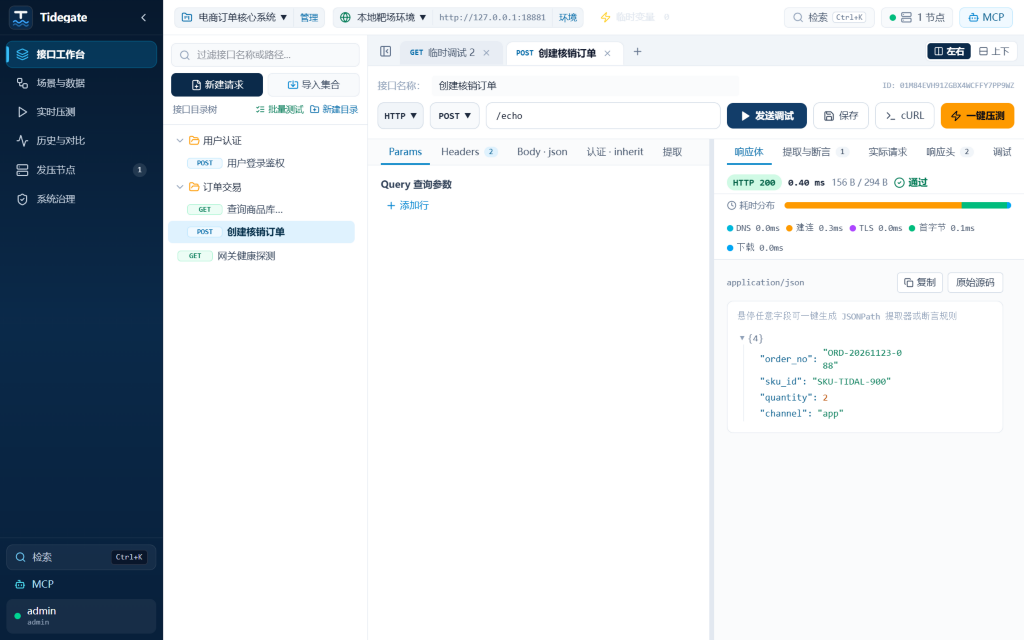 Tidegate
接口工作台
场景与数据
实时压测
历史与对比
发压节点 1
系统治理
检索 Ctrl+K
MCP
admin
admin
电商订单核心系统 ▼ 管理
本地靶场环境 ▼ http://127.0.0.1:18881 环境
临时变量
检索 Ctrl+K
1 节点
MCP
过滤接口名称或路径...
新建请求
导入集合
接口目录树 批量测试 新建目录
用户认证
POST 用户登录鉴权
订单交易
GET 查询商品库...
POST 创建核销订单
GET 网关健康探测
GET 临时调试 2 ×
POST 创建核销订单 ×
+
左右
上下
接口名称: 创建核销订单
ID: 01M84EVH91ZGBX4WCFFY7PP9WZ
HTTP ▼
POST ▼
/echo
发送调试
保存
cURL
一键压测
Params
Headers 2
Body · json
认证 · inherit
提取
Query 查询参数
+ 添加行
响应体
提取与断言 1
实际请求
响应头 2
调试
HTTP 200 0.40 ms 156 B / 294 B 通过
耗时分布
DNS 0.0ms 建连 0.3ms TLS 0.0ms 首字节 0.1ms
下载 0.0ms
application/json
复制
原始源码
悬停任意字段可一键生成 JSONPath 提取器或断言规则
▼ {4}
"order_no": "ORD-20261123-0
88"
"sku_id": "SKU-TIDAL-900"
"quantity": 2
"channel": "app"